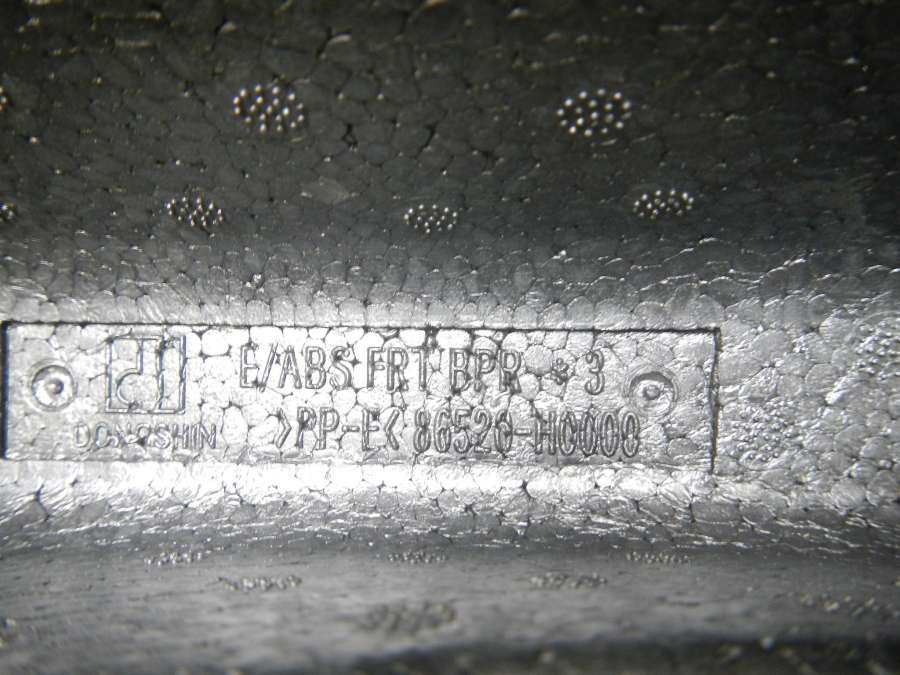 E/ABS FRT BPR * 3
DONGSHIN >PP-E< 86520-H0000